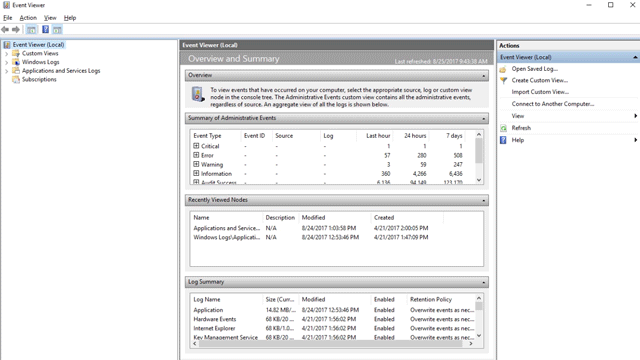 Event Viewer
File Action View Help
Event Viewer (Local)
Custom Views
Windows Logs
Applications and Services Logs
Subscriptions
Event Viewer (Local)
Overview and Summary
Last refreshed: 8/25/2017 9:43:38 AM
Overview
To view events that have occurred on your computer, select the appropriate source, log or custom view
node in the console tree. The Administrative Events custom view contains all the administrative events,
regardless of source. An aggregate view of all the logs is shown below.
Summary of Administrative Events
Event Type Event ID Source Log Last hour 24 hours 7 days
Critical - - - 1 1 1
Error - - - 57 280 508
Warning - - - 3 59 247
Information - - - 360 4,266 6,436
Audit Success - - - 6,136 94,149 123,170
Recently Viewed Nodes
Name Description Modified Created
Applications and Service... N/A 8/24/2017 1:03:58 PM 4/21/2017 2:00:05 PM
Windows Logs\Applicati... N/A 8/24/2017 12:53:46 PM 4/21/2017 1:47:09 PM
Log Summary
Log Name Size (Curr... Modified Enabled Retention Policy
Application 14.82 MB/... 8/24/2017 12:53:46 PM Enabled Overwrite events as nec...
Hardware Events 68 KB/20 ... 4/21/2017 1:56:02 PM Enabled Overwrite events as nec...
Internet Explorer 68 KB/1.0... 4/21/2017 1:56:02 PM Enabled Overwrite events as nec...
Key Management Service 68 KB/20 ... 4/21/2017 1:56:02 PM Enabled Overwrite events as nec...
Actions
Event Viewer (Local)
Open Saved Log...
Create Custom View...
Import Custom View...
Connect to Another Computer...
View
Refresh
Help